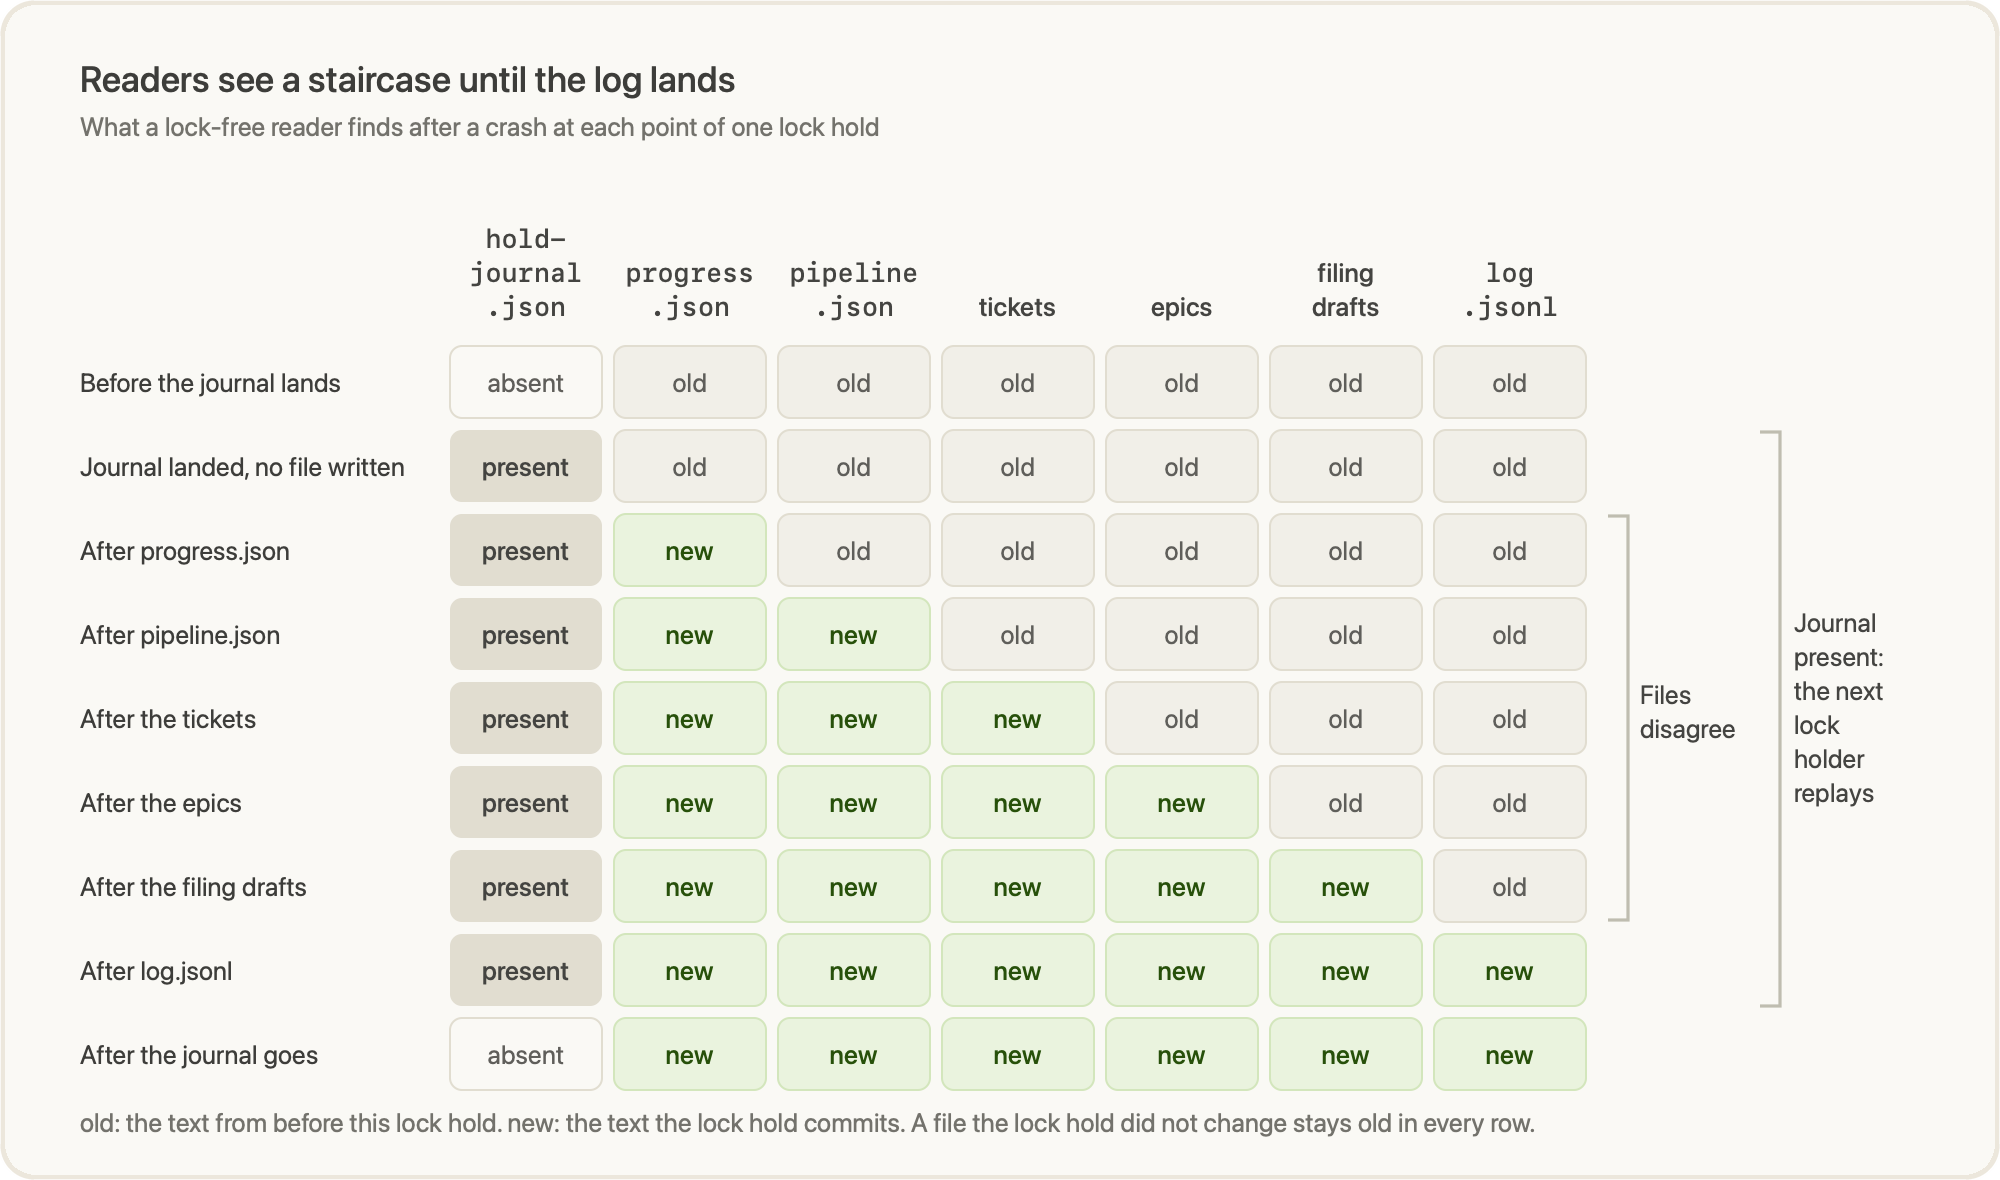 Readers see a staircase until the log lands
What a lock-free reader finds after a crash at each point of one lock hold
hold-
journal
.json
progress
.json
pipeline
.json
tickets
epics
filing
drafts
log
.jsonl
Before the journal lands absent old old old old old old
Journal landed, no file written present old old old old old old
After progress.json present new old old old old old
After pipeline.json present new new old old old old
After the tickets present new new new old old old
After the epics present new new new new old old
After the filing drafts present new new new new new old
After log.jsonl present new new new new new new
After the journal goes absent new new new new new new
Files
disagree
Journal
present:
the next
lock
holder
replays
old: the text from before this lock hold. new: the text the lock hold commits. A file the lock hold did not change stays old in every row.